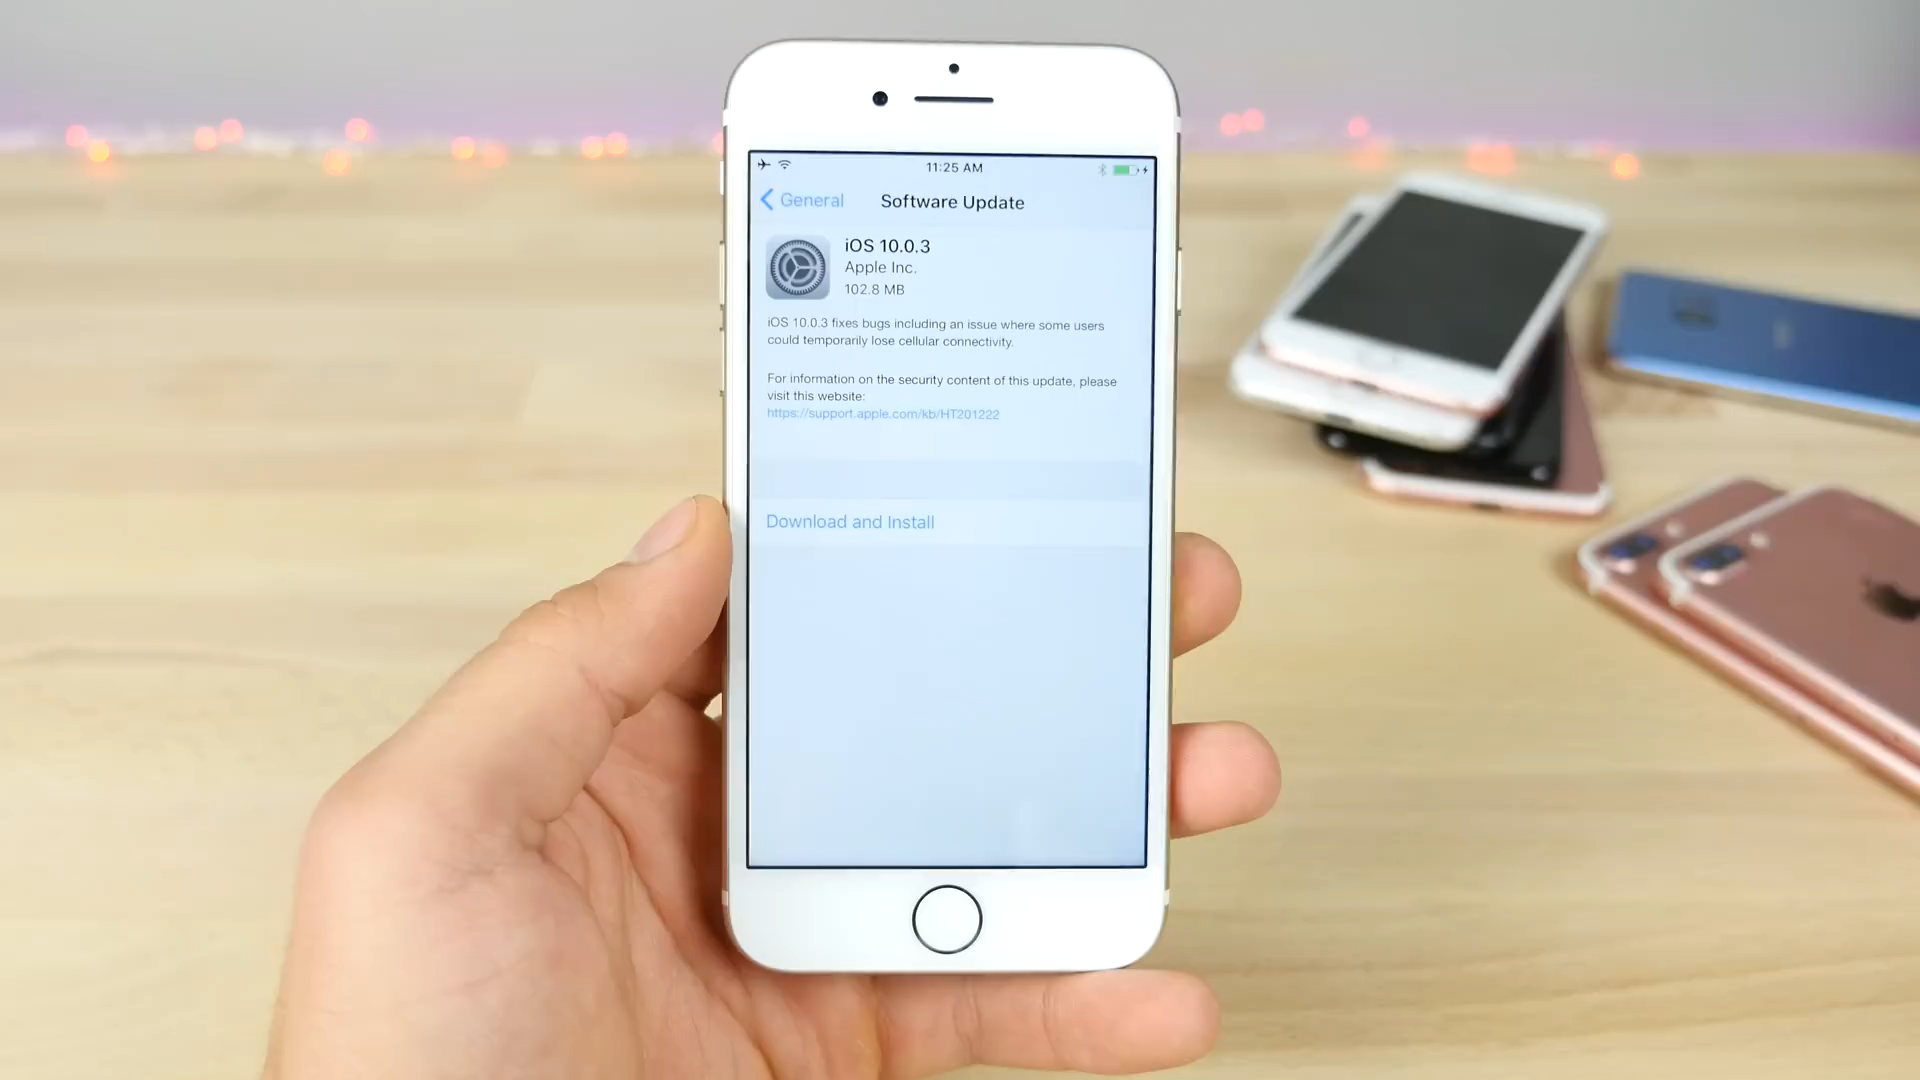 11:25 AM
General
Software Update
iOS 10.0.3
Apple Inc.
102.8 MB
iOS 10.0.3 fixes bugs including an issue where some users
could temporarily lose cellular connectivity.
For information on the security content of this update, please
visit this website:
https://support.apple.com/kb/HT201222
Download and Install